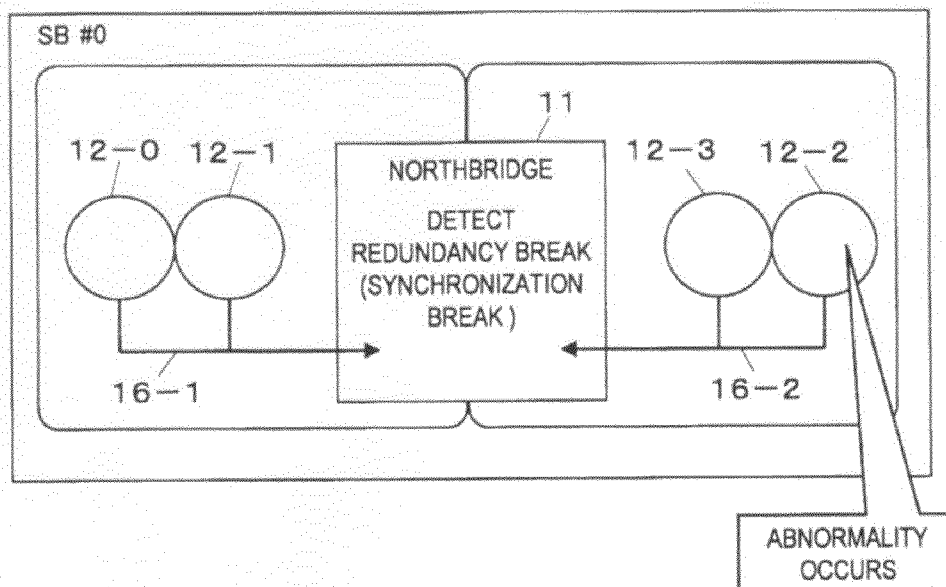 SB #0
11
12-0
12-1
12-3
12-2
NORTHBRIDGE
DETECT
REDUNDANCY BREAK
(SYNCHRONIZATION
BREAK )
16-1
16-2
ABNORMALITY
OCCURS